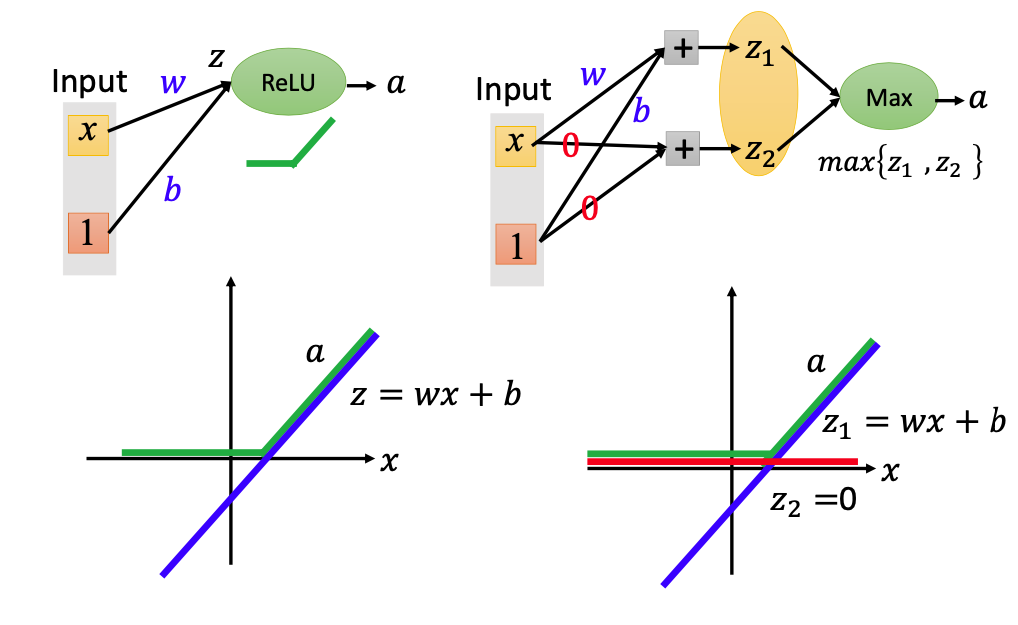 Input
x
1
w
b
z
ReLU
a
a
z = wx + b
x
Input
x
1
w
b
0
0
+
+
z₁
z₂
Max
a
max{z₁ , z₂ }
a
z₁ = wx + b
x
z₂ =0